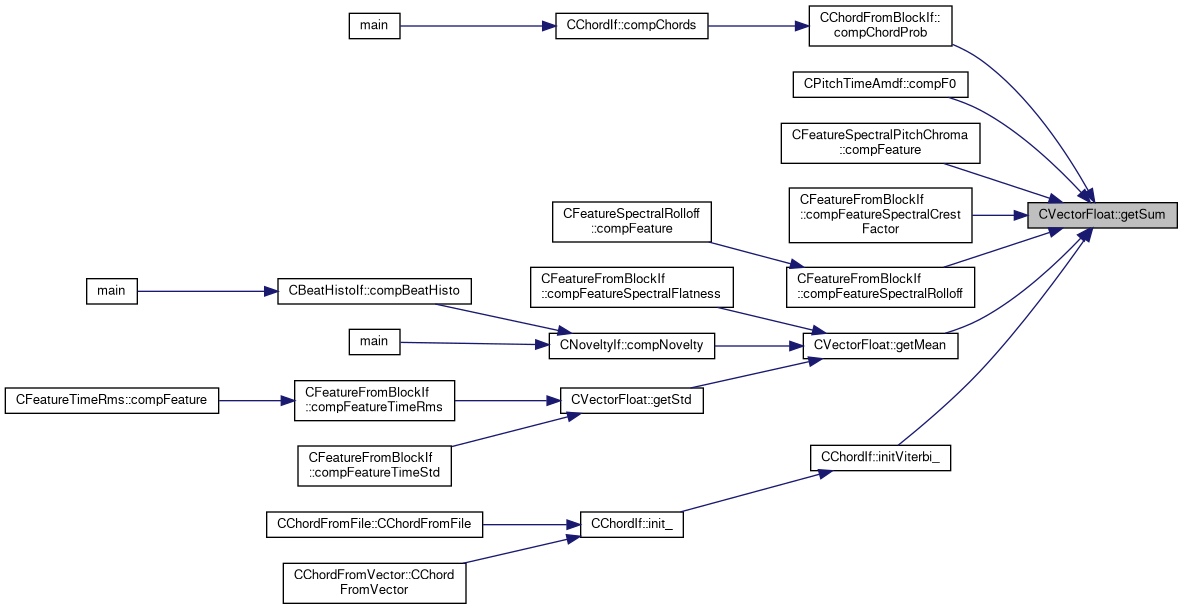 main
CChordIf::compChords
CChordFromBlockIf::
compChordProb
CPitchTimeAmdf::compF0
CFeatureSpectralPitchChroma
::compFeature
CFeatureFromBlockIf
::compFeatureSpectralCrest
Factor
CVectorFloat::getSum
CFeatureSpectralRolloff
::compFeature
CFeatureFromBlockIf
::compFeatureSpectralRolloff
CFeatureFromBlockIf
::compFeatureSpectralFlatness
main
CBeatHistoIf::compBeatHisto
main
CNoveltyIf::compNovelty
CVectorFloat::getMean
CFeatureTimeRms::compFeature
CFeatureFromBlockIf
::compFeatureTimeRms
CVectorFloat::getStd
CFeatureFromBlockIf
::compFeatureTimeStd
CChordIf::initViterbi_
CChordFromFile::CChordFromFile
CChordIf::init_
CChordFromVector::CChord
FromVector